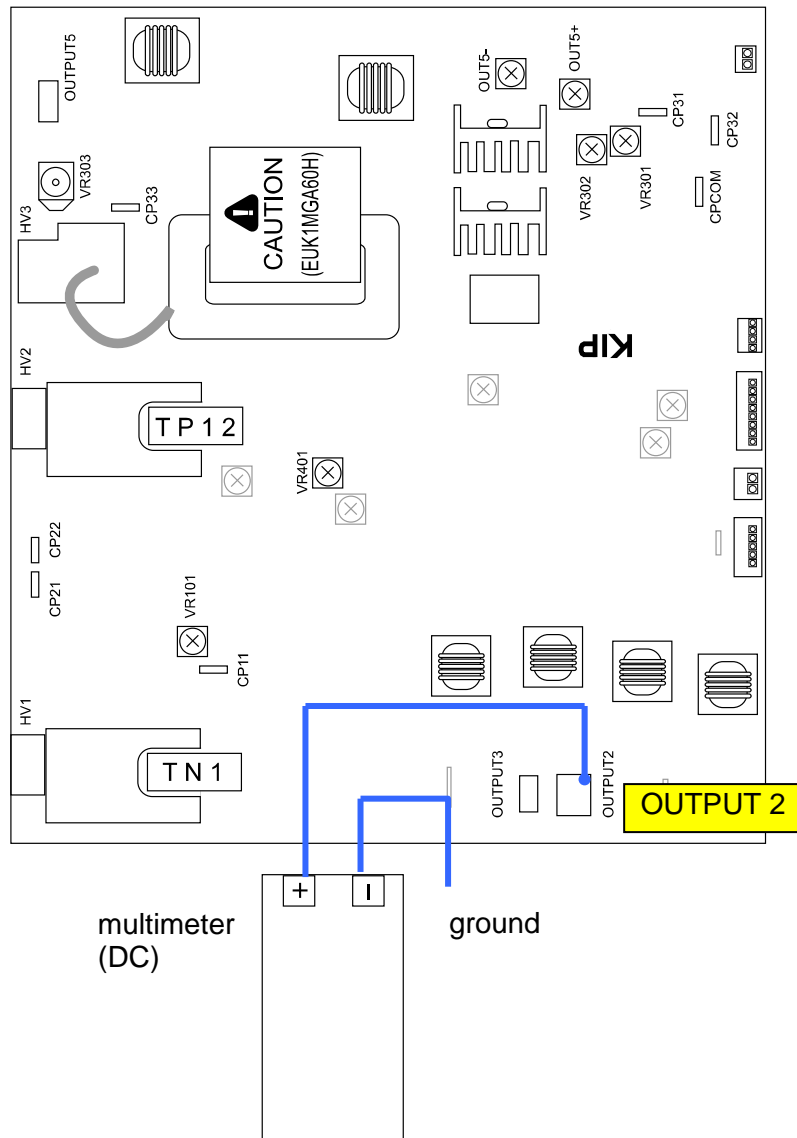 OUTPUT5
OUT5-
OUT5+
CP31
CP32
VR303
CP33
VR302
VR301
CPCOM
HV3
CAUTION
(EUK1MGA60H)
KIP
HV2
TP12
VR401
CP22
CP21
VR101
CP11
HV1
TN1
OUTPUT3
OUTPUT2
OUTPUT 2
+
−
multimeter
(DC)
ground